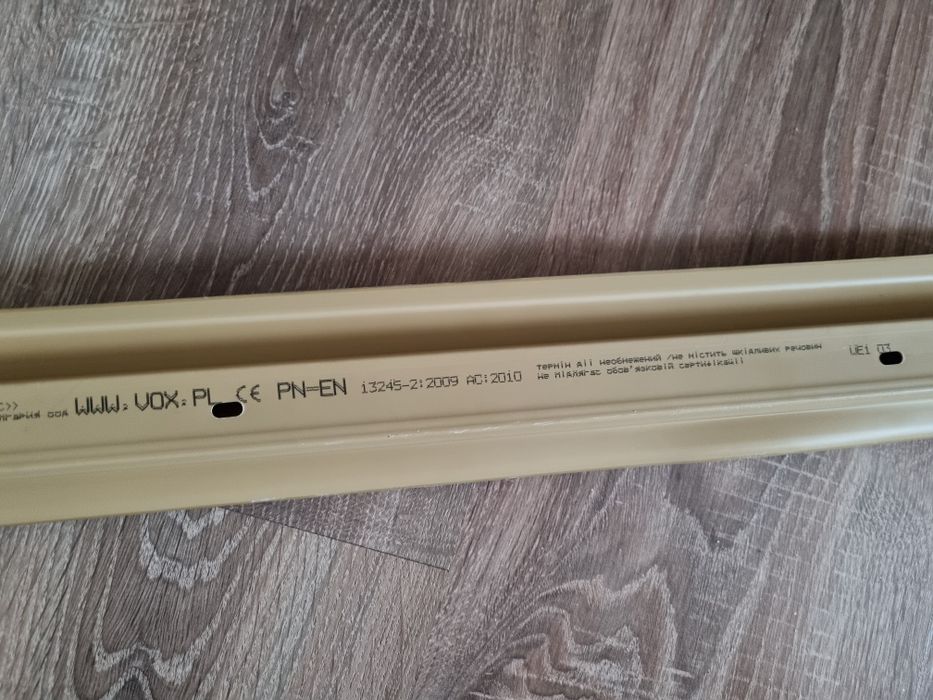 WWW.VOX.PL CE PN-EN 13245-2:2009 AC:2010
термін дії необмежений /не містить шкідливих речовин
не підлягає обов'язковій сертифікації
UE1 03